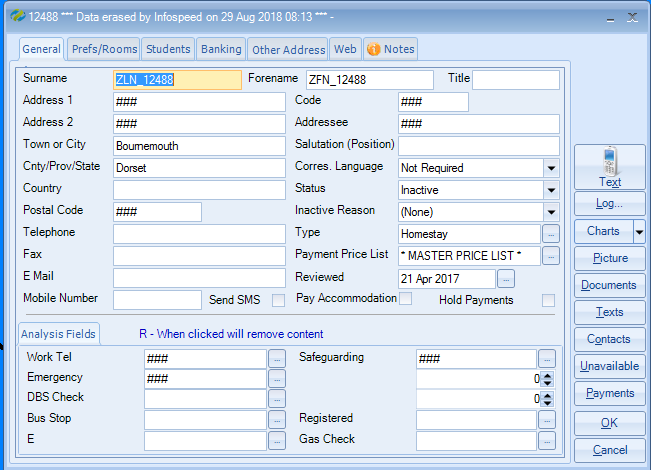 12488 *** Data erased by Infospeed on 29 Aug 2018 08:13 *** -
General Prefs/Rooms Students Banking Other Address Web Notes
Surname ZLN_12488 Forename ZFN_12488 Title
Address 1 ### Code ###
Address 2 ### Addressee ###
Town or City Bournemouth Salutation (Position)
Cnty/Prov/State Dorset Corres. Language Not Required
Country Status Inactive
Postal Code ### Inactive Reason (None)
Telephone Type Homestay ...
Fax Payment Price List * MASTER PRICE LIST * ...
E Mail Reviewed 21 Apr 2017 ...
Mobile Number Send SMS Pay Accommodation Hold Payments
Analysis Fields R - When clicked will remove content
Work Tel ### ... Safeguarding ### ...
Emergency ### ... 0
DBS Check ... 0
Bus Stop ... Registered ...
E ... Gas Check ...
Text
Log...
Charts
Picture
Documents
Texts
Contacts
Unavailable
Payments
OK
Cancel